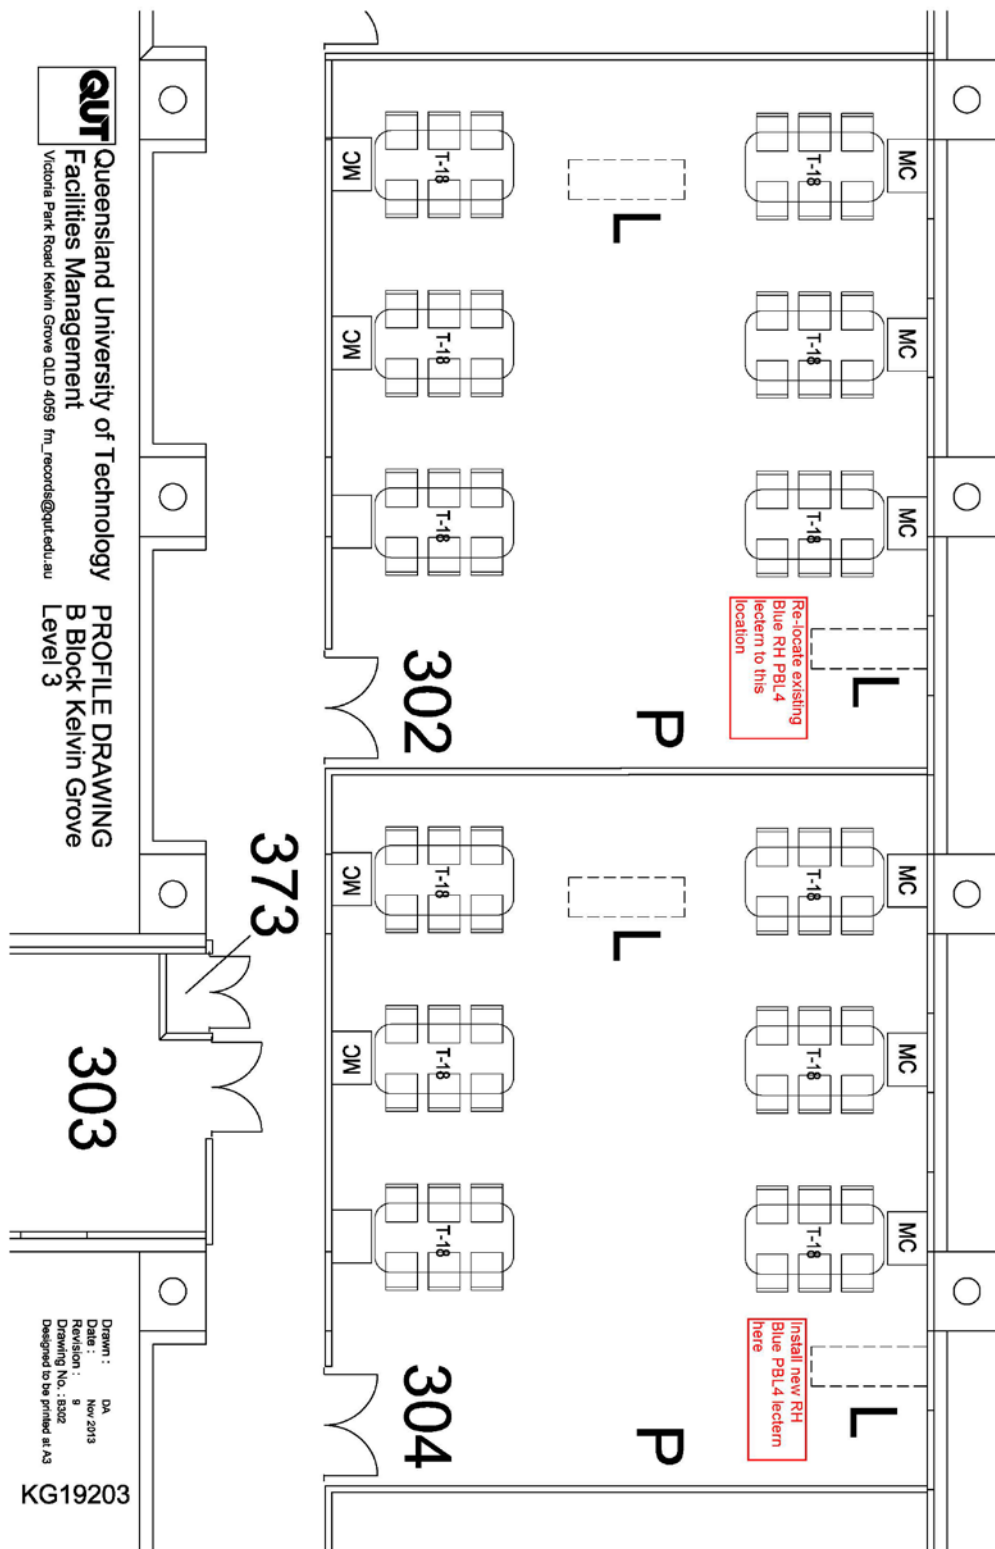 QUT
Queensland University of Technology
Facilities Management
Victoria Park Road Kelvin Grove QLD 4059 fm_records@qut.edu.au
PROFILE DRAWING
B Block Kelvin Grove
Level 3
Drawn : DA
Date : Nov 2013
Revision : 9
Drawing No. : B302
Designed to be printed at A3
KG19203
MC
T-18
T-18
MC
L
MC
T-18
T-18
MC
T-18
T-18
MC
Re-locate existing
Blue RH PBL4
lectern to this
location
L
P
302
373
303
MC
T-18
T-18
MC
L
MC
T-18
T-18
MC
T-18
T-18
MC
Install new RH
Blue PBL4 lectern
here
L
P
304